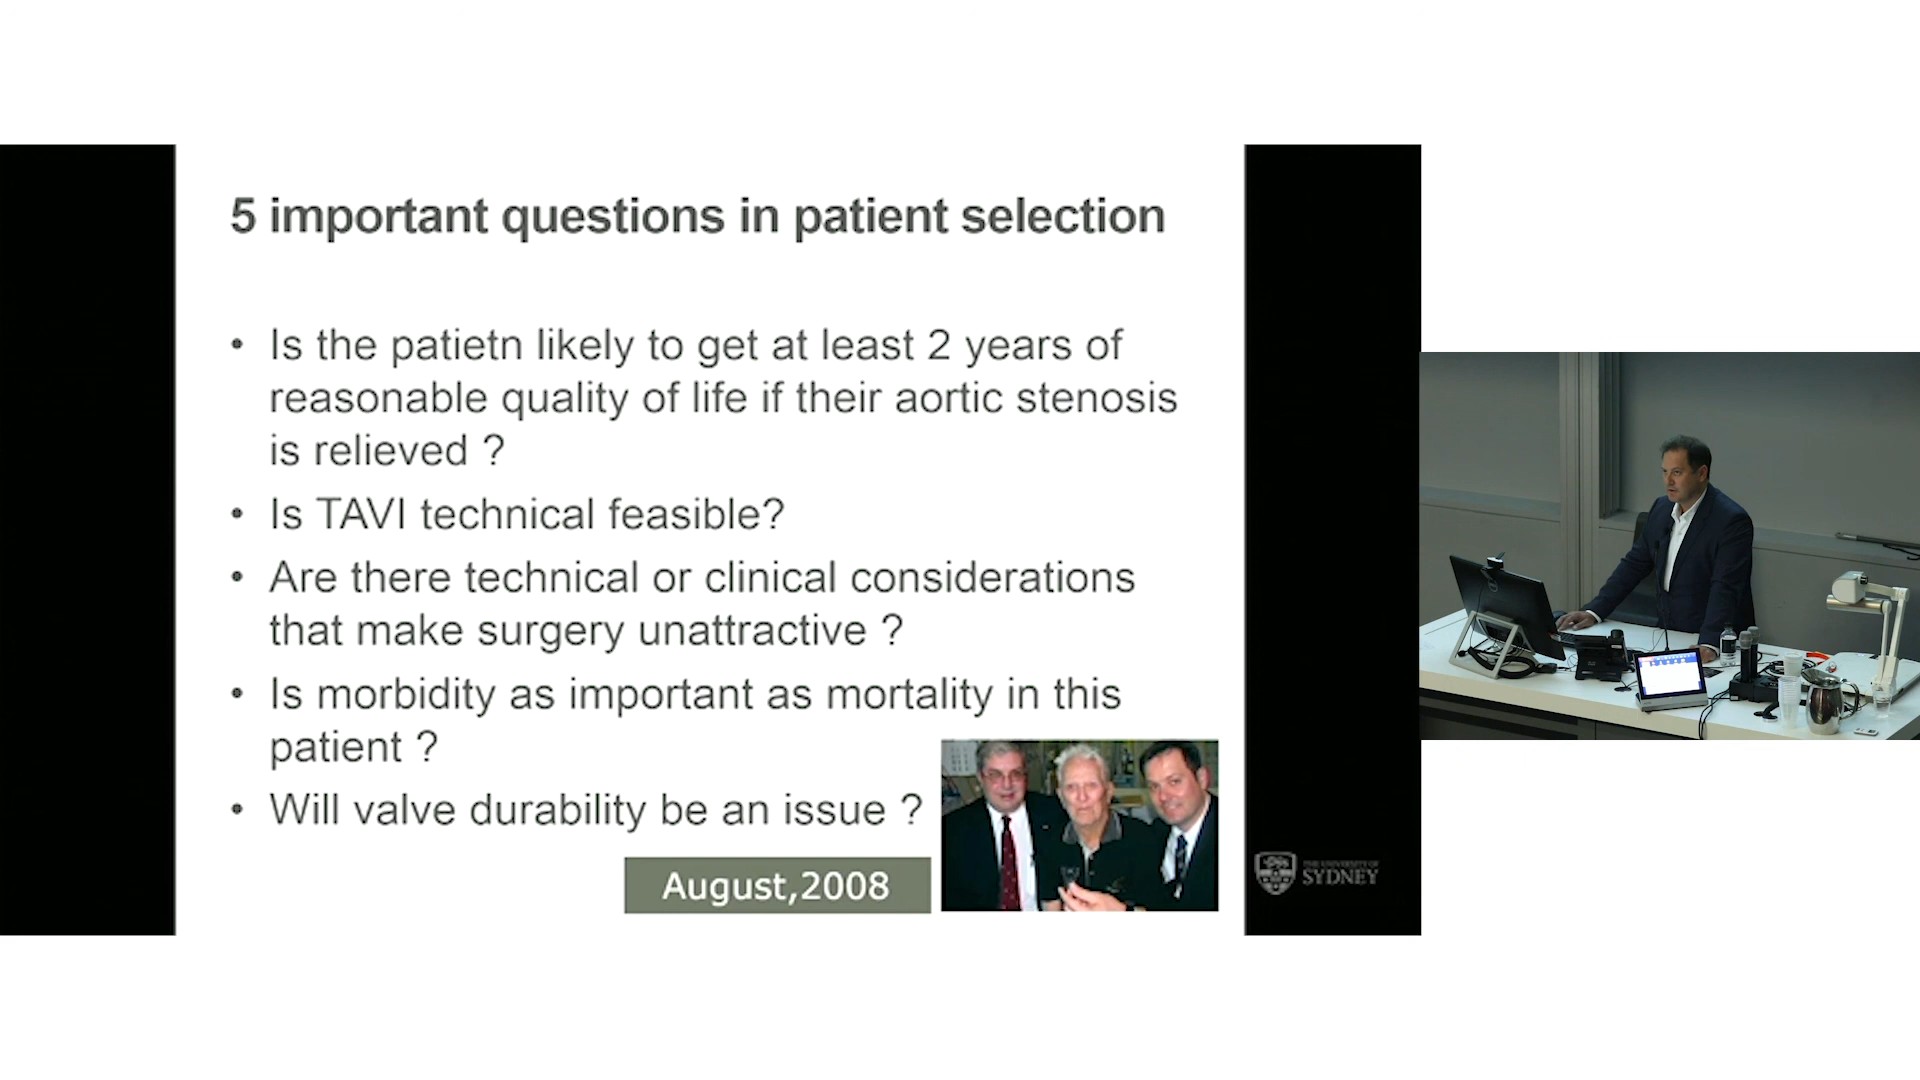 5 important questions in patient selection
• Is the patietn likely to get at least 2 years of
reasonable quality of life if their aortic stenosis
is relieved ?
• Is TAVI technical feasible?
• Are there technical or clinical considerations
that make surgery unattractive ?
• Is morbidity as important as mortality in this
patient ?
• Will valve durability be an issue ?
August,2008
THE UNIVERSITY OF
SYDNEY